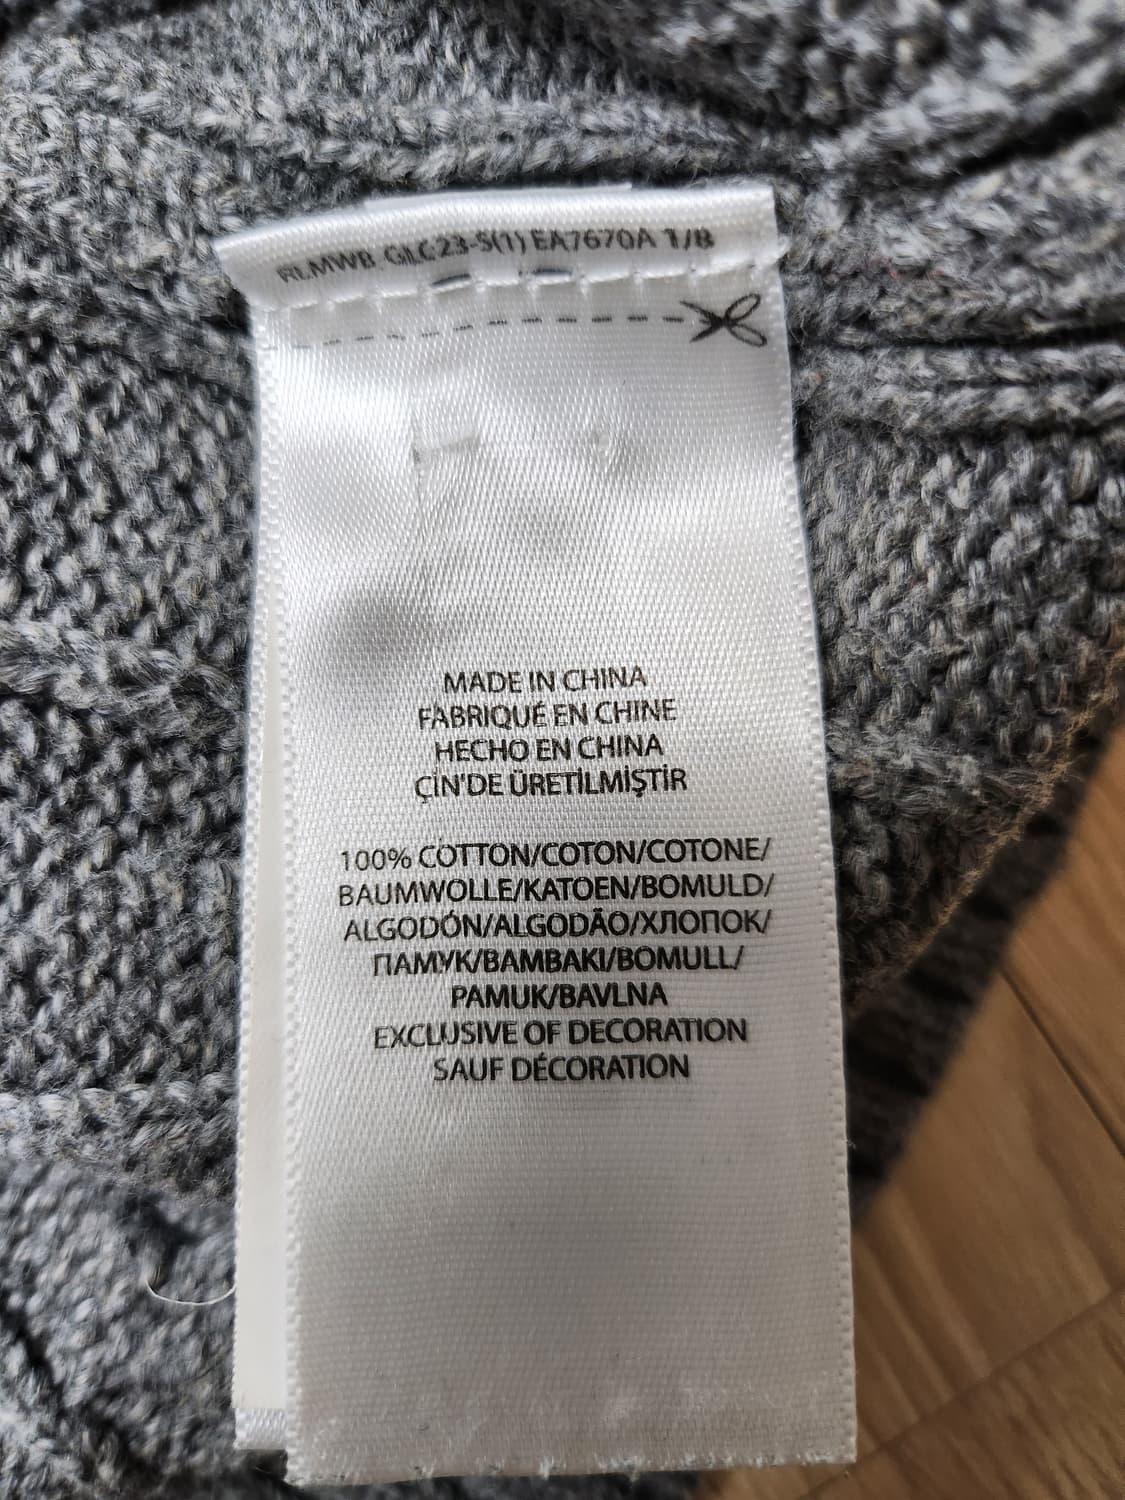 RLMWB GLC23-S(1) EA7670A 1/8
MADE IN CHINA
FABRIQUÉ EN CHINE
HECHO EN CHINA
ÇİN'DE ÜRETİLMİŞTİR
100% COTTON/COTON/COTONE/
BAUMWOLLE/KATOEN/BOMULD/
ALGODÓN/ALGODÃO/ХЛОПОК/
ПАМУК/BAMBAKI/BOMULL/
PAMUK/BAVLNA
EXCLUSIVE OF DECORATION
SAUF DÉCORATION